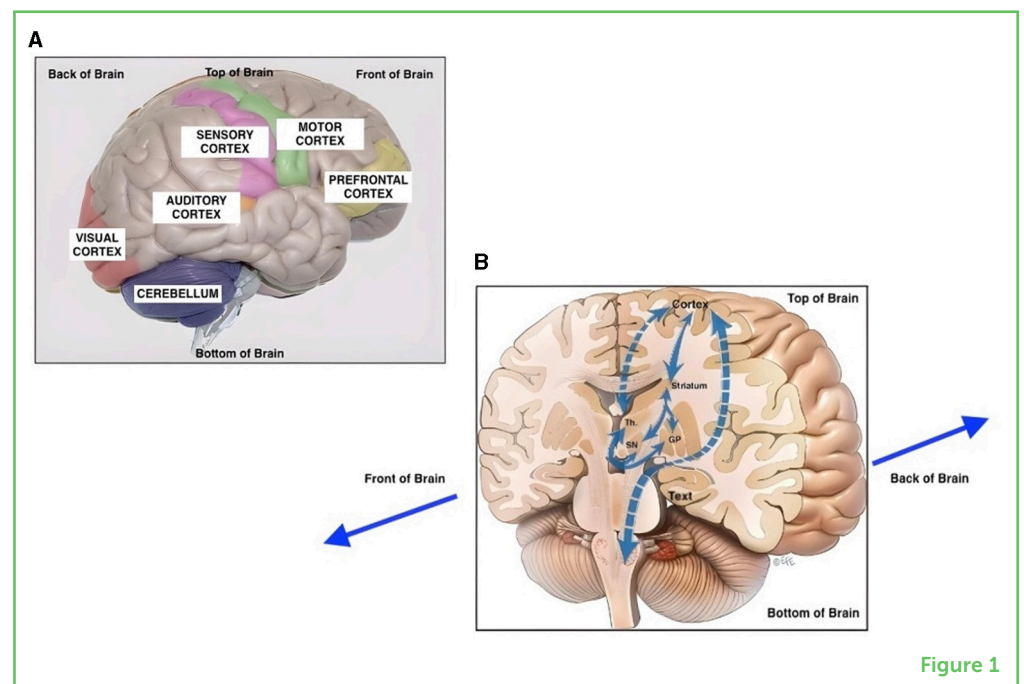 A
Back of Brain
Top of Brain
Front of Brain
SENSORY
CORTEX
MOTOR
CORTEX
PREFRONTAL
CORTEX
AUDITORY
CORTEX
VISUAL
CORTEX
CEREBELLUM
Bottom of Brain
B
Top of Brain
Cortex
Striatum
Th.
SN
GP
Front of Brain
Back of Brain
Text
©EFE
Bottom of Brain
Figure 1